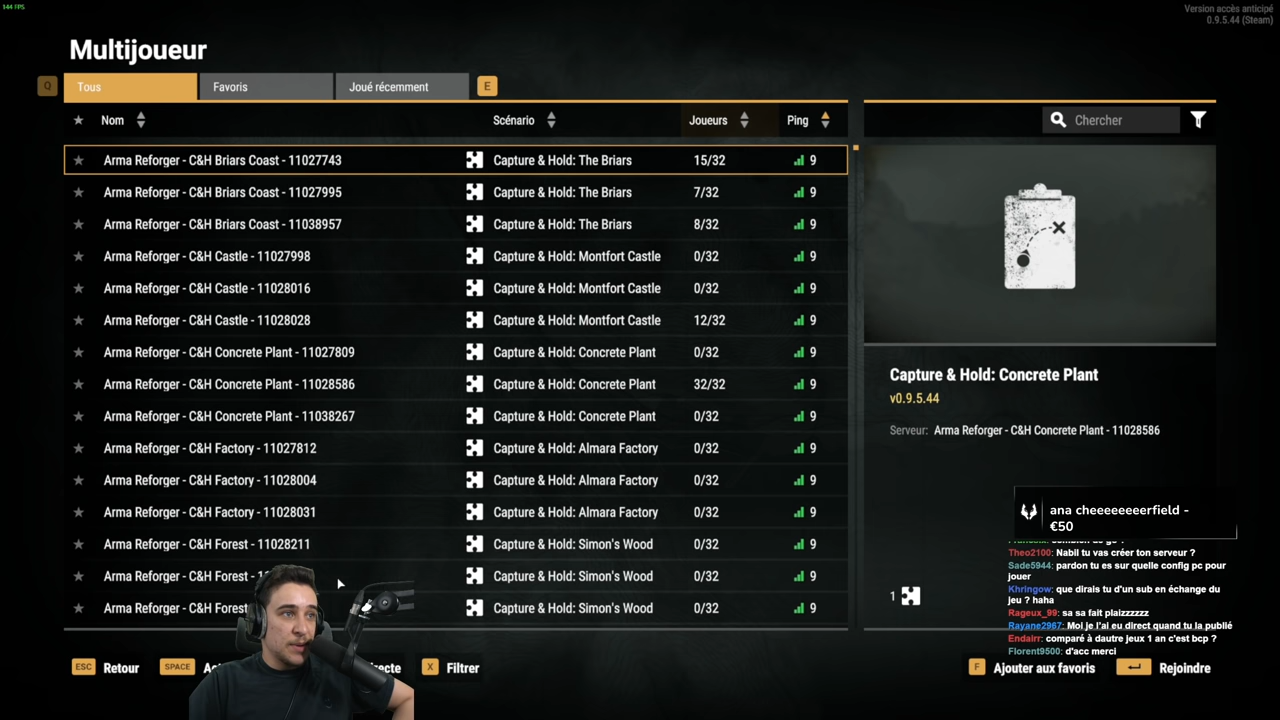 144 FPS
Version accès anticipé
0.9.5.44 (Steam)
Multijoueur
Q Tous Favoris Joué récemment E
Nom Scénario Joueurs Ping Chercher
Arma Reforger - C&H Briars Coast - 11027743 Capture & Hold: The Briars 15/32 9
Arma Reforger - C&H Briars Coast - 11027995 Capture & Hold: The Briars 7/32 9
Arma Reforger - C&H Briars Coast - 11038957 Capture & Hold: The Briars 8/32 9
Arma Reforger - C&H Castle - 11027998 Capture & Hold: Montfort Castle 0/32 9
Arma Reforger - C&H Castle - 11028016 Capture & Hold: Montfort Castle 0/32 9
Arma Reforger - C&H Castle - 11028028 Capture & Hold: Montfort Castle 12/32 9
Arma Reforger - C&H Concrete Plant - 11027809 Capture & Hold: Concrete Plant 0/32 9
Arma Reforger - C&H Concrete Plant - 11028586 Capture & Hold: Concrete Plant 32/32 9
Arma Reforger - C&H Concrete Plant - 11038267 Capture & Hold: Concrete Plant 0/32 9
Arma Reforger - C&H Factory - 11027812 Capture & Hold: Almara Factory 0/32 9
Arma Reforger - C&H Factory - 11028004 Capture & Hold: Almara Factory 0/32 9
Arma Reforger - C&H Factory - 11028031 Capture & Hold: Almara Factory 0/32 9
Arma Reforger - C&H Forest - 11028211 Capture & Hold: Simon's Wood 0/32 9
Arma Reforger - C&H Forest - 1 Capture & Hold: Simon's Wood 0/32 9
Arma Reforger - C&H Forest Capture & Hold: Simon's Wood 0/32 9
Capture & Hold: Concrete Plant
v0.9.5.44
Serveur: Arma Reforger - C&H Concrete Plant - 11028586
1
ana cheeeeeeeerfield -
€50
Theo2100: Nabil tu vas créer ton serveur ?
Sade5944: pardon tu es sur quelle config pc pour
jouer
Khringow: que dirais tu d'un sub en échange du
jeu ? haha
Rageux_99: sa sa fait plaizzzzzz
Rayane2967: Moi je l'ai eu direct quand tu la publié
Endairr: comparé à dautre jeux 1 an c'est bcp ?
Florent9500: d'acc merci
ESC Retour SPACE X Filtrer F Ajouter aux favoris Rejoindre